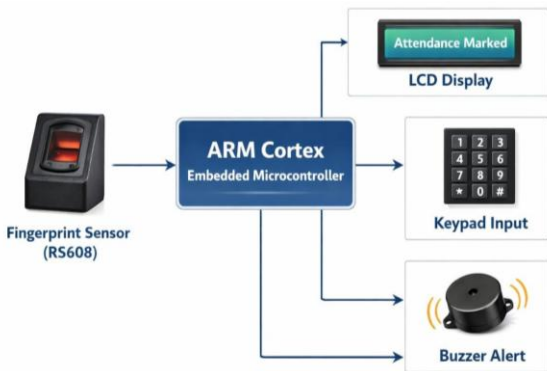 Attendance Marked
LCD Display
Fingerprint Sensor
(RS608)
ARM Cortex
Embedded Microcontroller
1 2 3
4 5 6
7 8 9
* 0 #
Keypad Input
Buzzer Alert